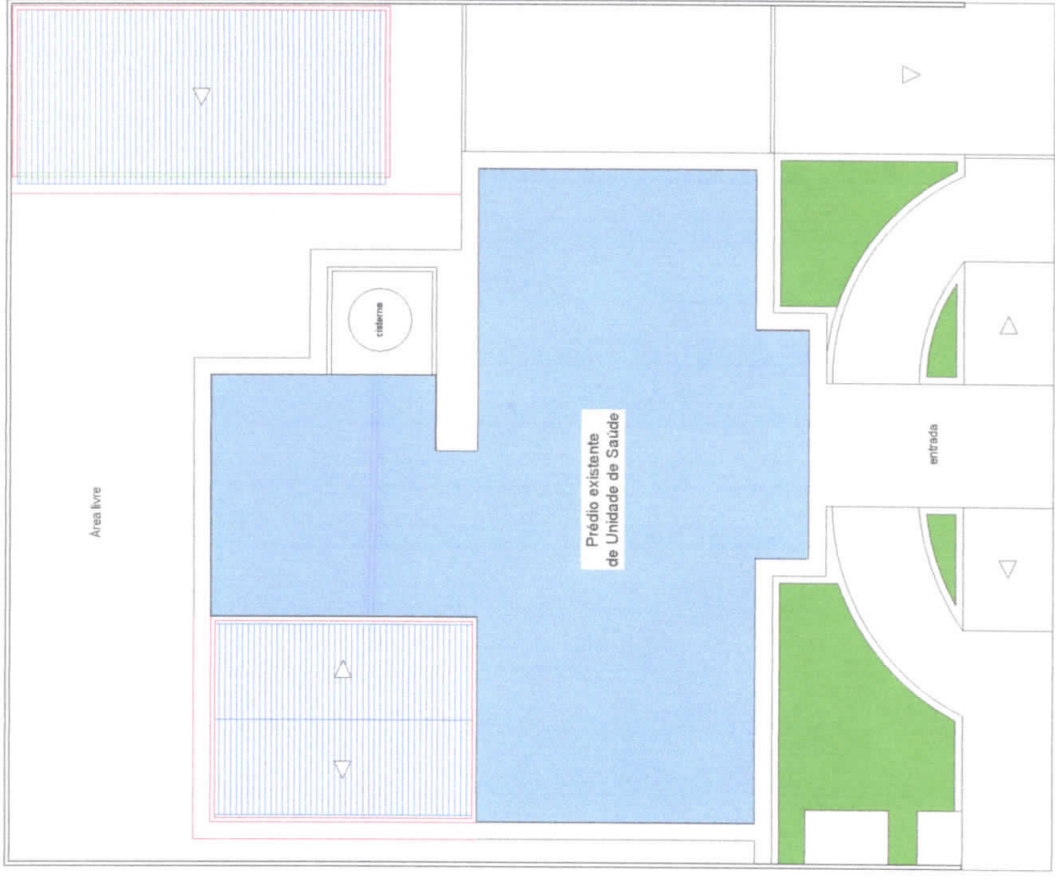 Área livre
cisterna
Prédio existente
de Unidade de Saúde
entrada